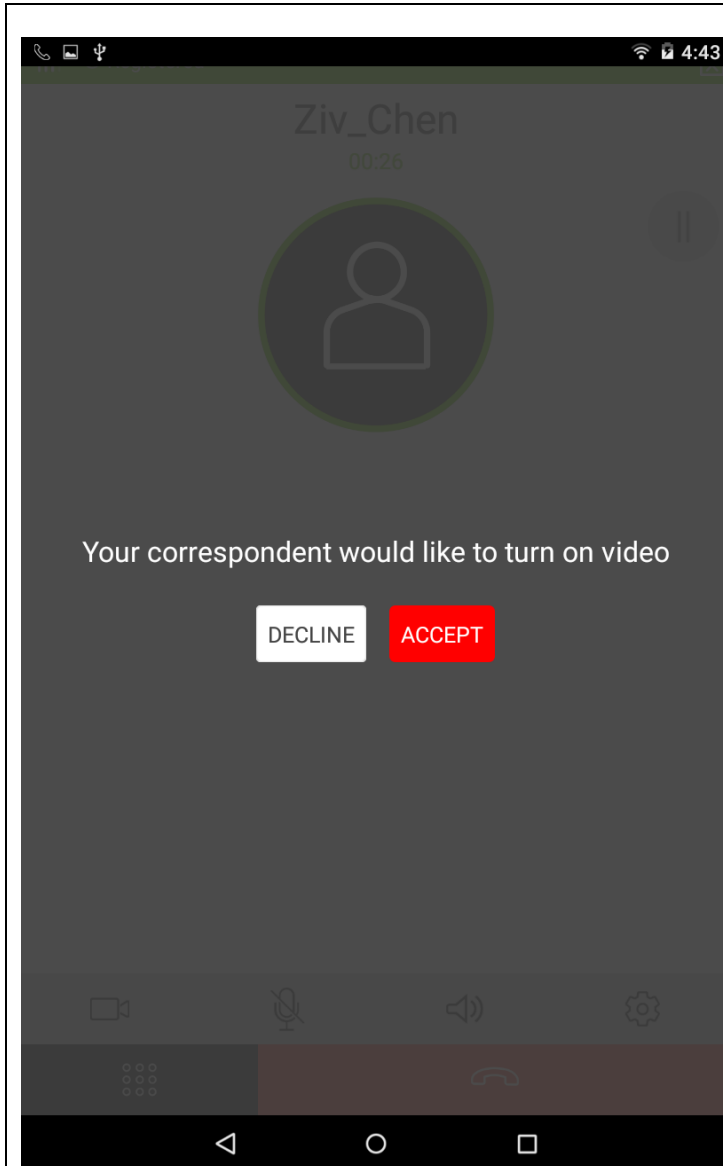 4:43
Ziv_Chen
00:26
Your correspondent would like to turn on video
DECLINE ACCEPT